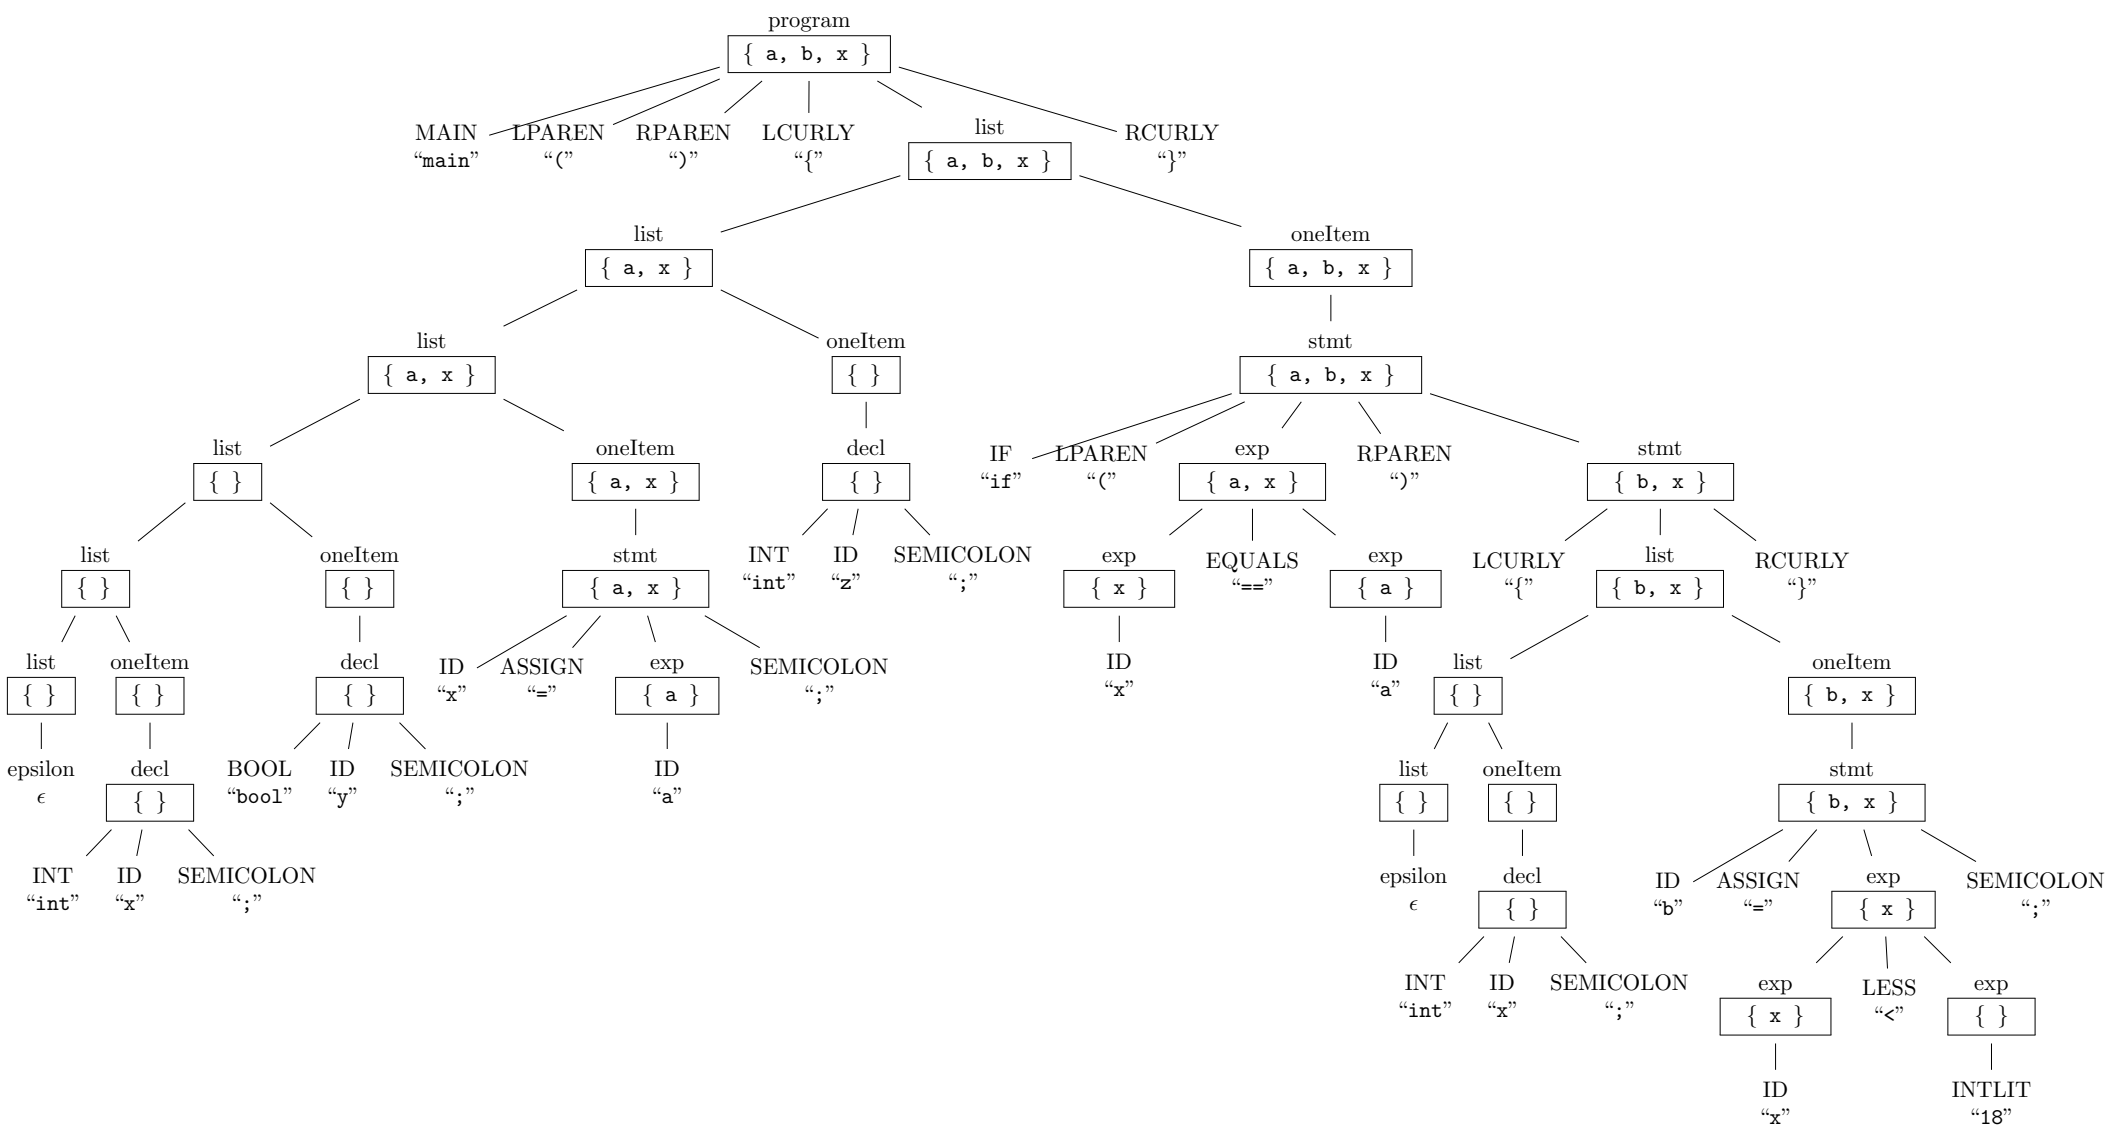 program
{ a, b, x }
MAIN LPAREN RPAREN LCURLY list RCURLY
“main” “(” “)” “{” { a, b, x } “}”
list oneItem
{ a, x } { a, b, x }
list oneItem stmt
{ a, x } { } { a, b, x }
list oneItem decl IF LPAREN exp RPAREN stmt
{ } { a, x } { } “if” “(” { a, x } “)” { b, x }
list oneItem stmt INT ID SEMICOLON exp EQUALS exp LCURLY list RCURLY
{ } { } { a, x } “int” “z” “;” { x } “==” { a } “{” { b, x } “}”
list oneItem decl ID ASSIGN exp SEMICOLON ID ID list oneItem
{ } { } { } “x” “=” { a } “;” “x” “a” { } { b, x }
epsilon decl BOOL ID SEMICOLON ID list oneItem stmt
ϵ { } “bool” “y” “;” “a” { } { } { b, x }
INT ID SEMICOLON epsilon decl ID ASSIGN exp SEMICOLON
“int” “x” “;” ϵ { } “b” “=” { x } “;”
INT ID SEMICOLON exp LESS exp
“int” “x” “;” { x } “<” { }
ID INTLIT
“x” “18”